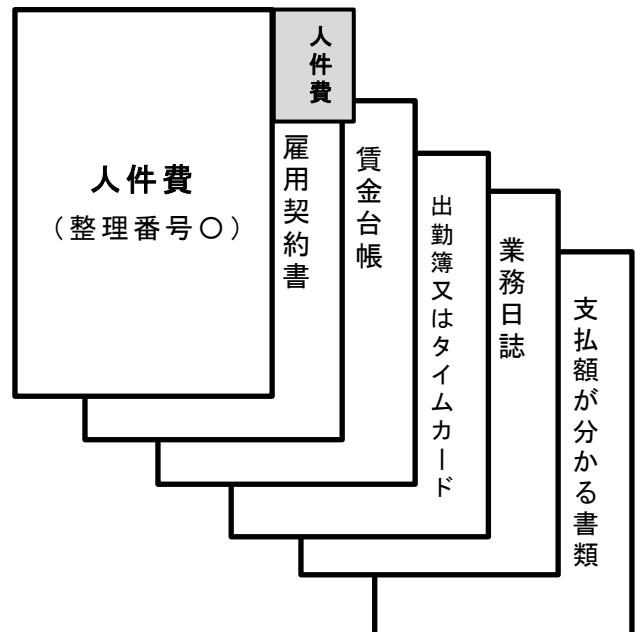 人件費
（整理番号〇）
人件費
雇用契約書
賃金台帳
出勤簿又はタイムカード
業務日誌
支払額が分かる書類